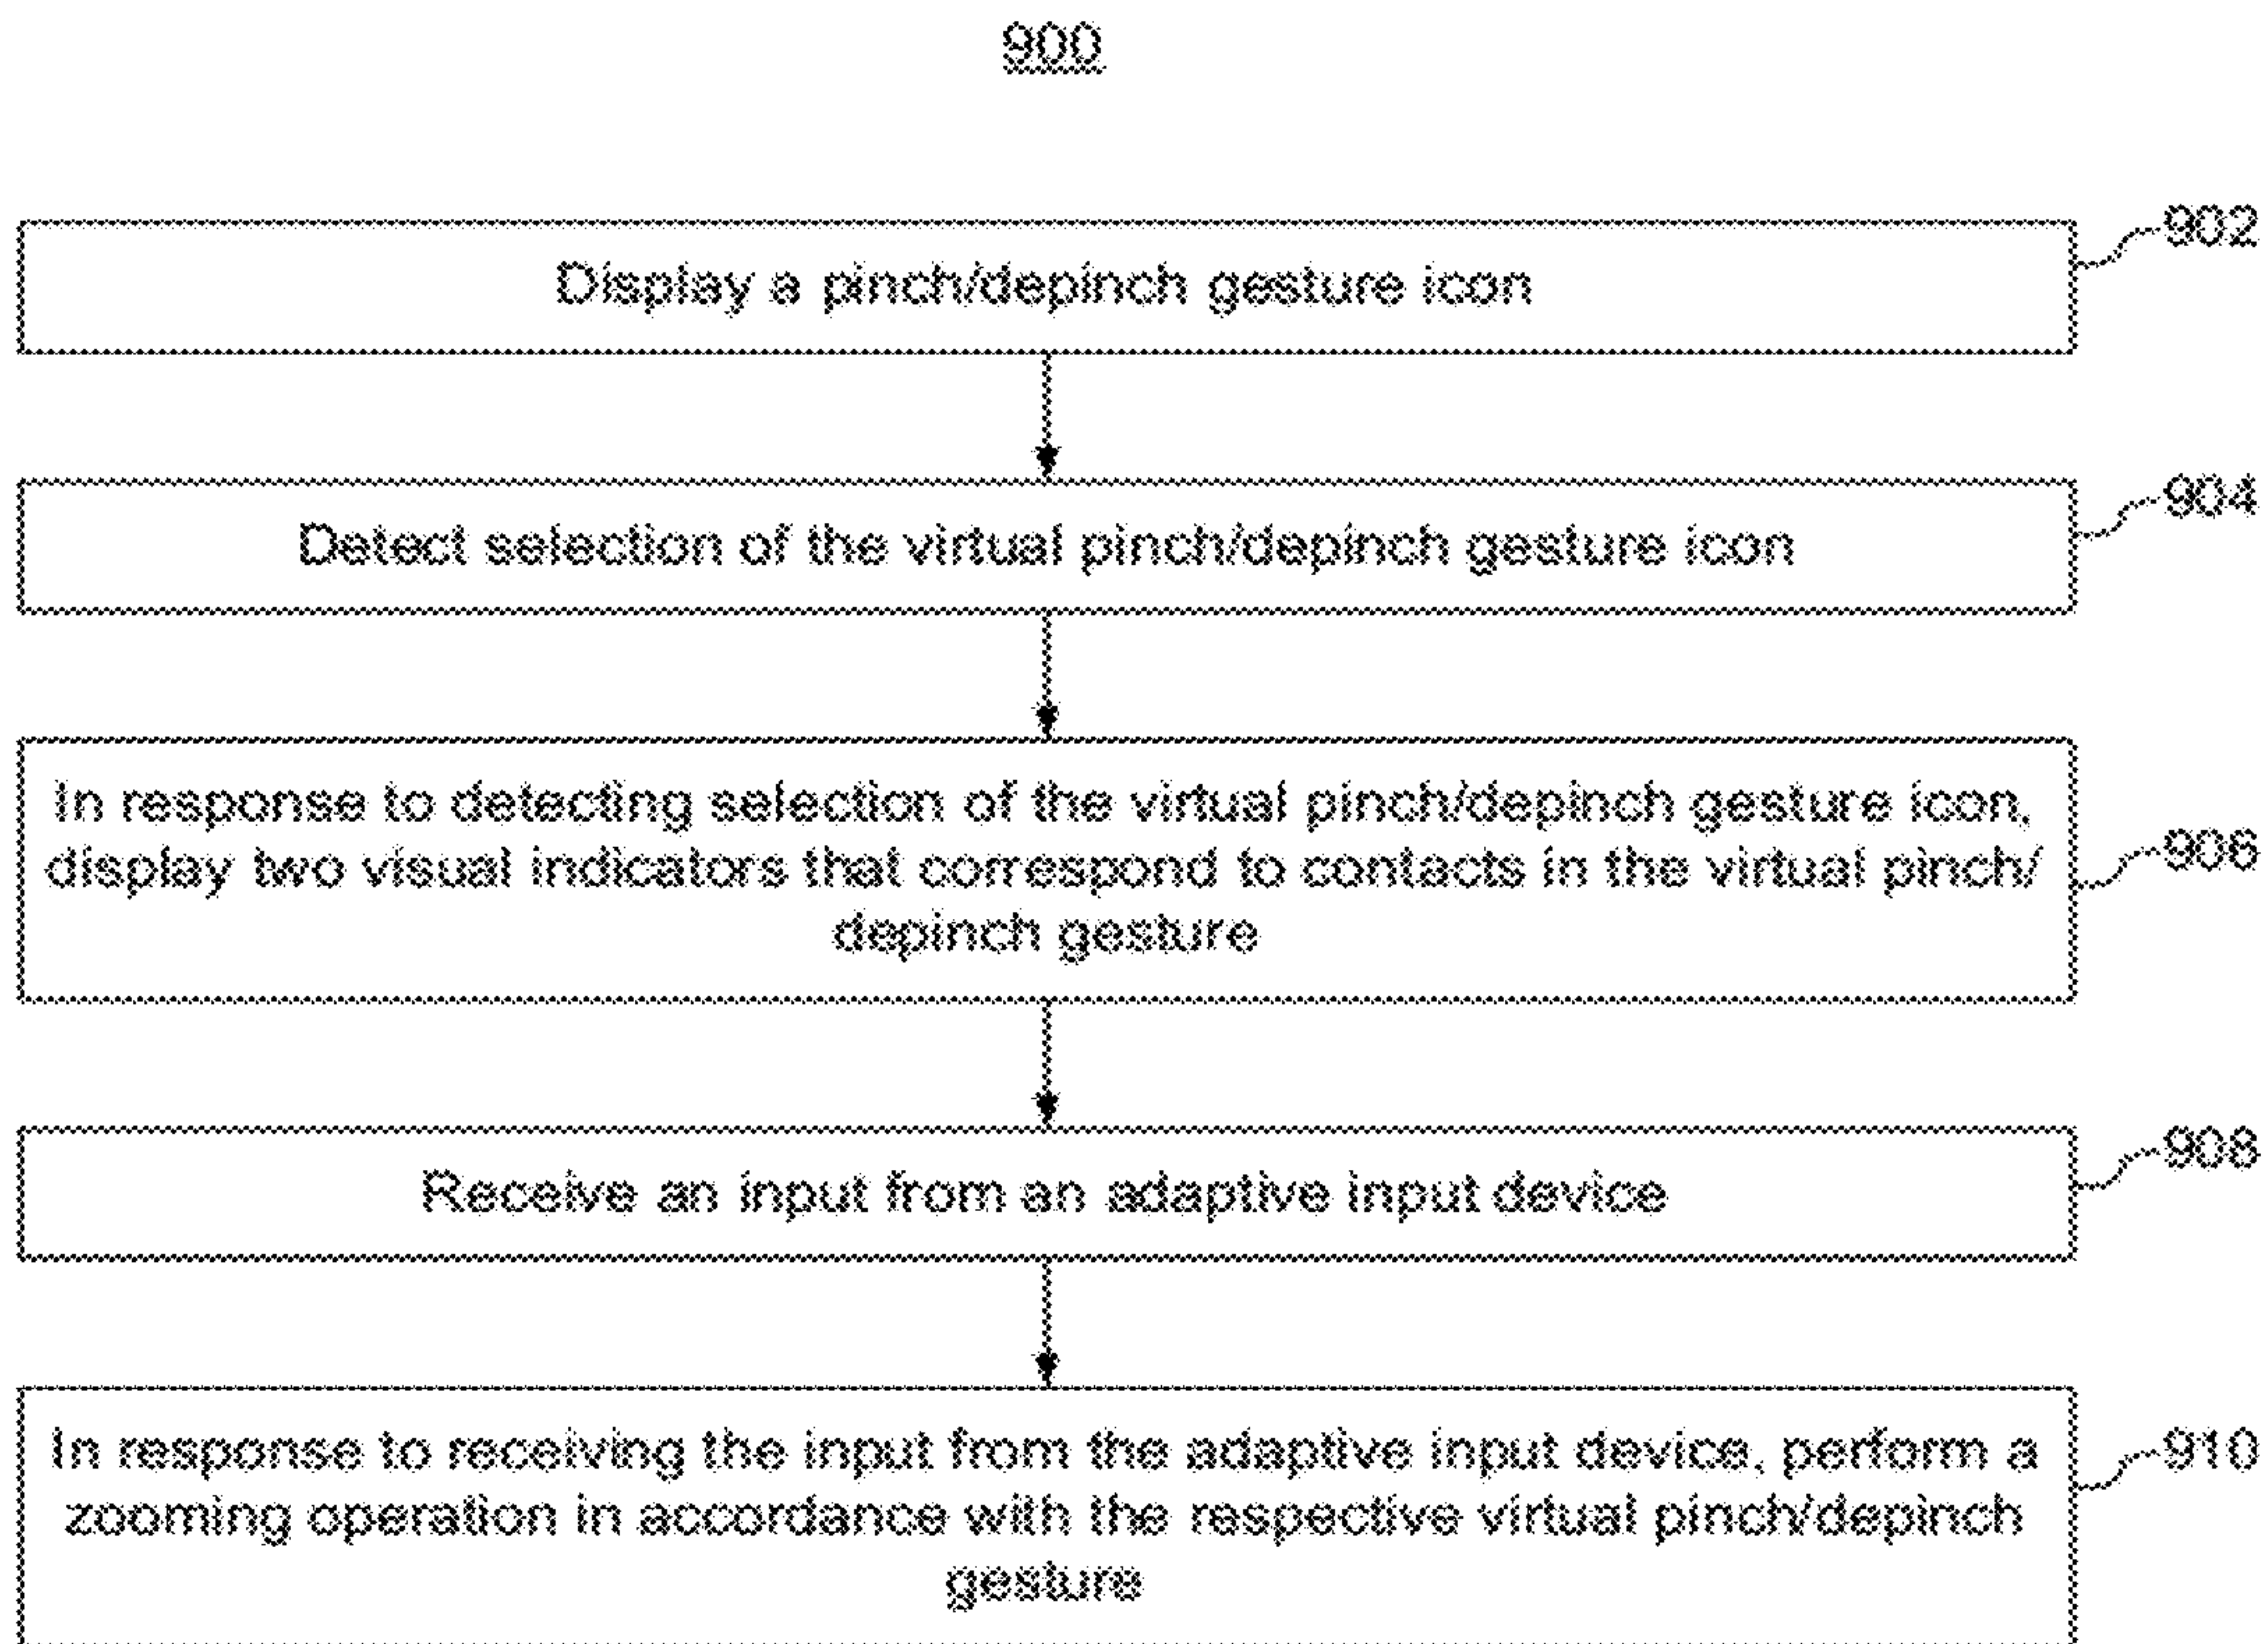 900
Display a pinch/depinch gesture icon
902
Detect selection of the virtual pinch/depinch gesture icon
904
In response to detecting selection of the virtual pinch/depinch gesture icon,
display two visual indicators that correspond to contacts in the virtual pinch/
depinch gesture
906
Receive an input from an adaptive input device
908
In response to receiving the input from the adaptive input device, perform a
zooming operation in accordance with the respective virtual pinch/depinch
gesture
910